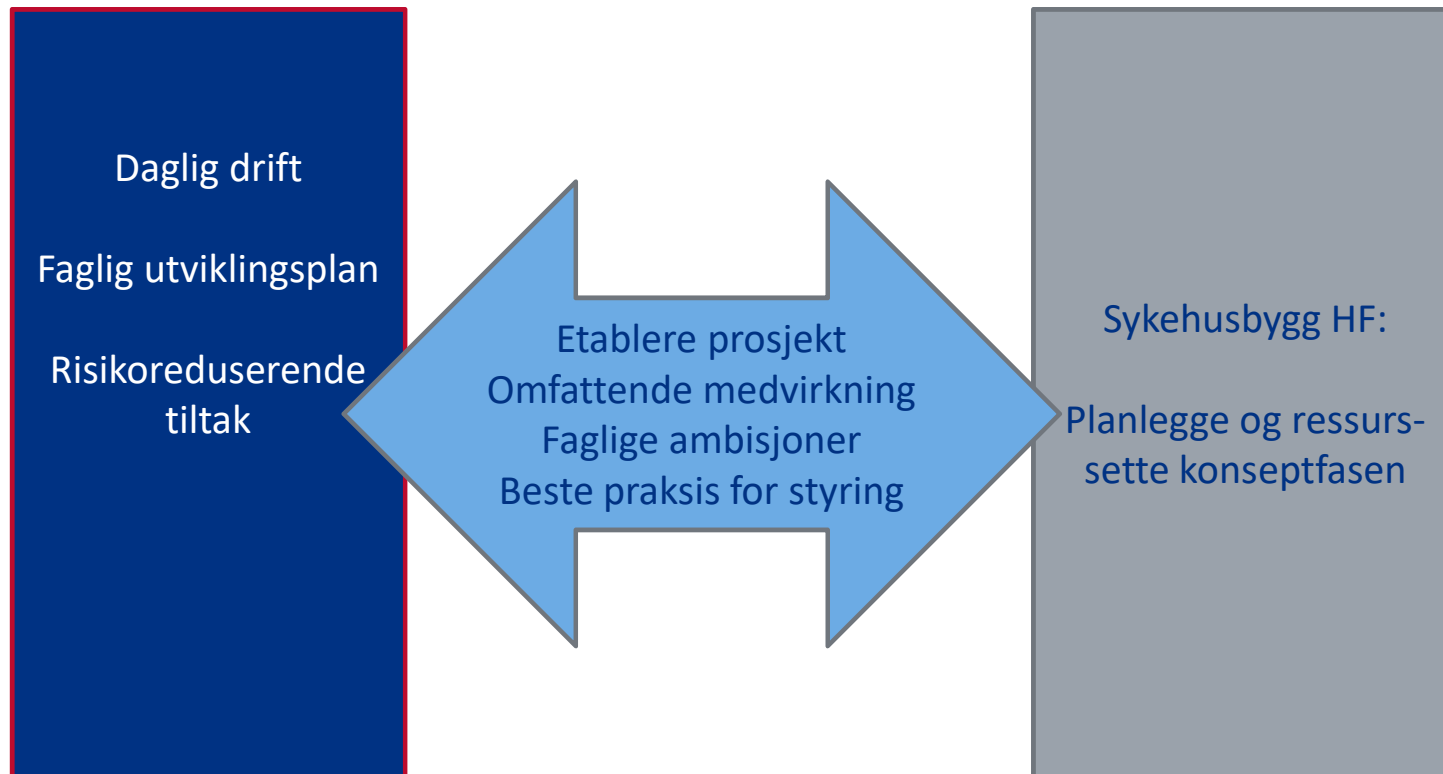 Daglig drift
Faglig utviklingsplan
Risikoreduserende
tiltak
Etablere prosjekt
Omfattende medvirkning
Faglige ambisjoner
Beste praksis for styring
Sykehusbygg HF:
Planlegge og ressurs-
sette konseptfasen